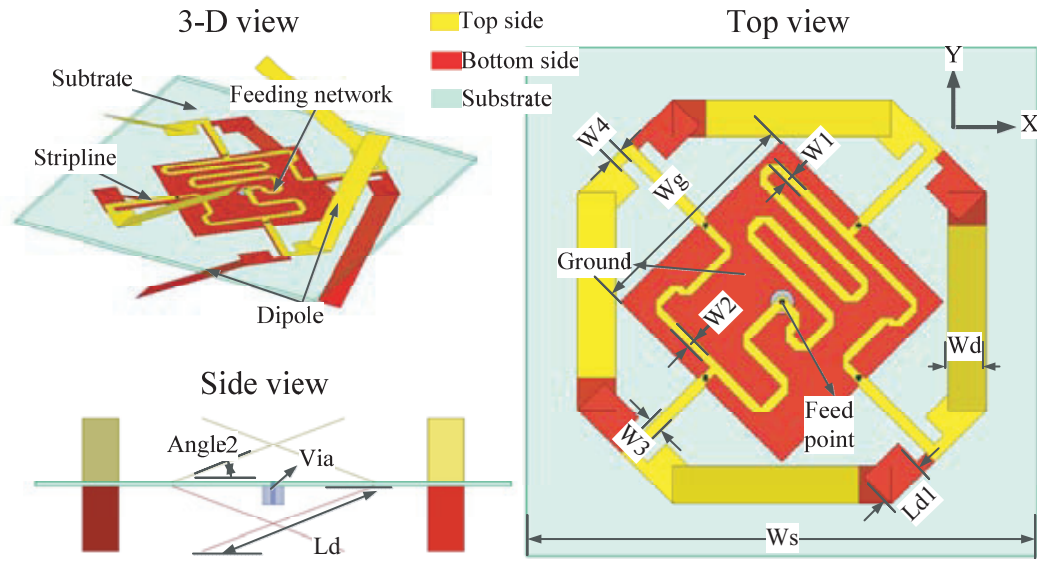 3-D view
Top side
Bottom side
Substrate
Subtrate
Feeding network
Stripline
Dipole
Top view
Y
X
W4
W1
Wg
Ground
W2
Wd
Feed
point
W3
Ld1
Ws
Side view
Angle2
Via
Ld